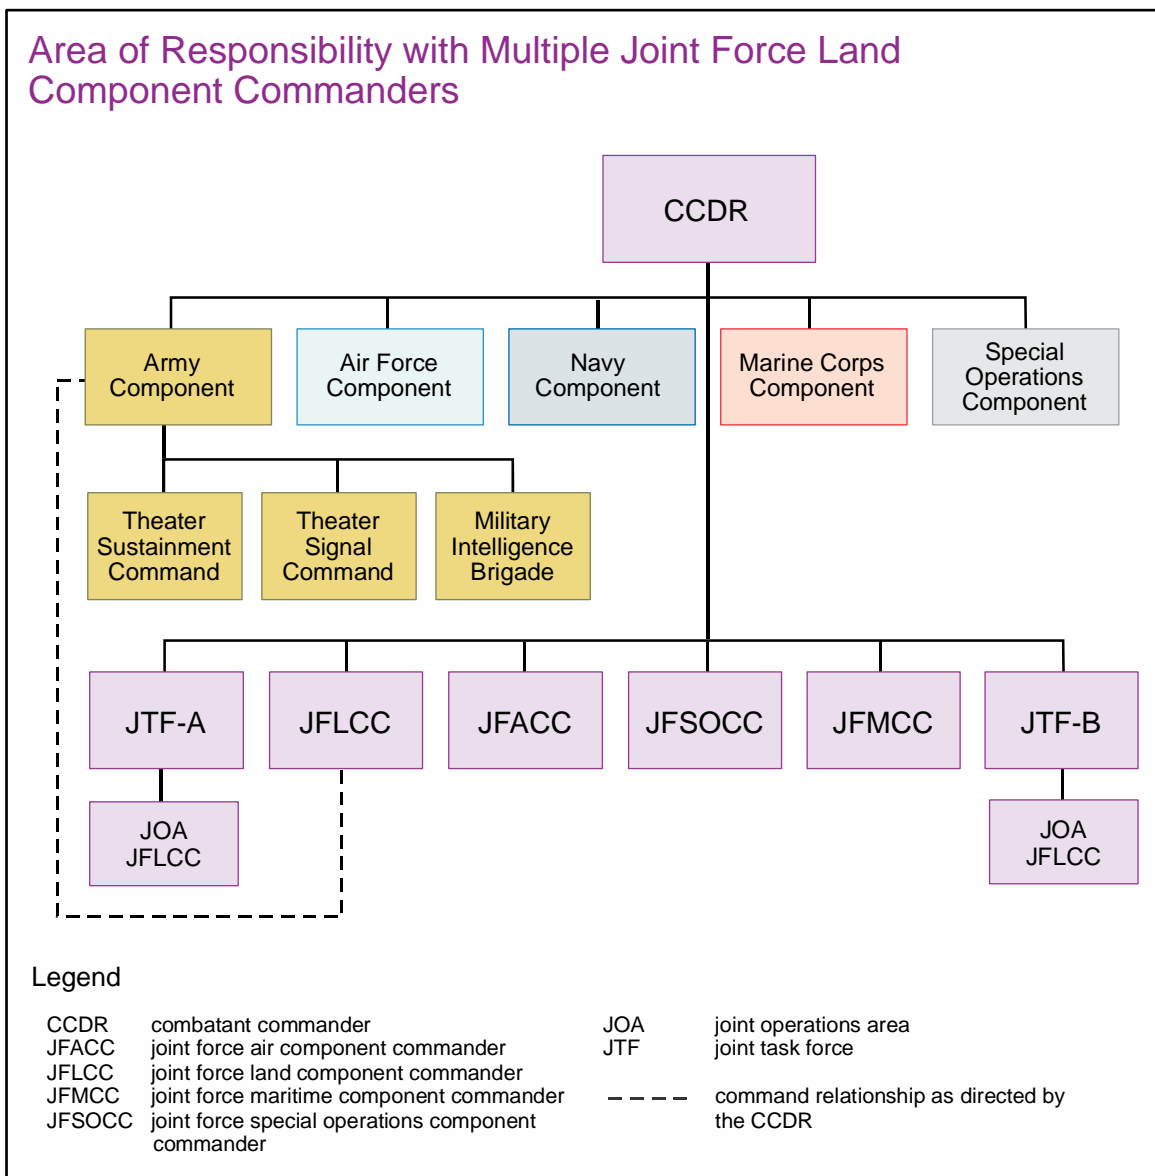 Area of Responsibility with Multiple Joint Force Land
Component Commanders
CCDR
Army
Component
Air Force
Component
Navy
Component
Marine Corps
Component
Special
Operations
Component
Theater
Sustainment
Command
Theater
Signal
Command
Military
Intelligence
Brigade
JTF-A
JFLCC
JFACC
JFSOCC
JFMCC
JTF-B
JOA
JFLCC
JOA
JFLCC
Legend
CCDR combatant commander
JFACC joint force air component commander
JFLCC joint force land component commander
JFMCC joint force maritime component commander
JFSOCC joint force special operations component
commander
JOA joint operations area
JTF joint task force
command relationship as directed by
the CCDR